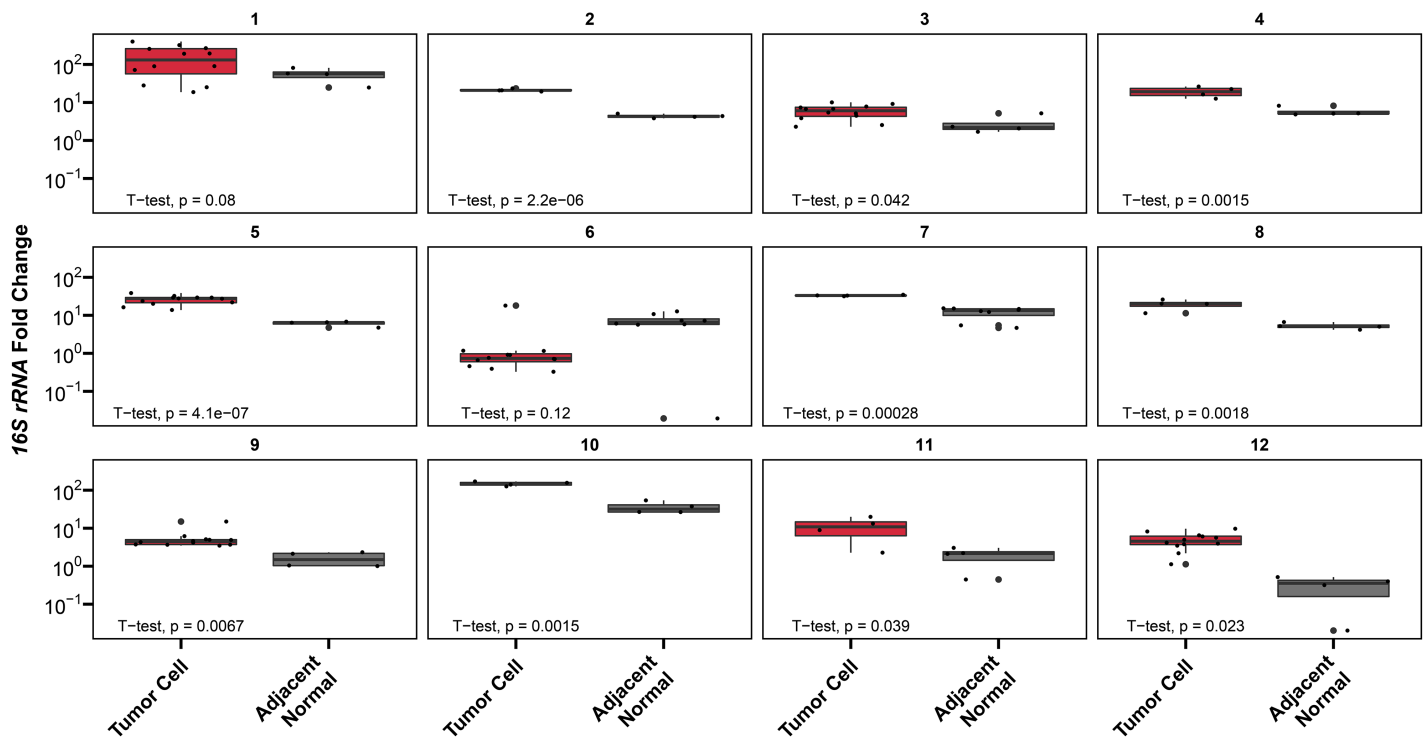 1 2 3 4
10² 10¹ 10⁰ 10⁻¹
T−test, p = 0.08 T−test, p = 2.2e−06 T−test, p = 0.042 T−test, p = 0.0015
16S rRNA Fold Change
5 6 7 8
10² 10¹ 10⁰ 10⁻¹
T−test, p = 4.1e−07 T−test, p = 0.12 T−test, p = 0.00028 T−test, p = 0.0018
9 10 11 12
10² 10¹ 10⁰ 10⁻¹
T−test, p = 0.0067 T−test, p = 0.0015 T−test, p = 0.039 T−test, p = 0.023
Tumor Cell
Adjacent
Normal
Tumor Cell
Adjacent
Normal
Tumor Cell
Adjacent
Normal
Tumor Cell
Adjacent
Normal